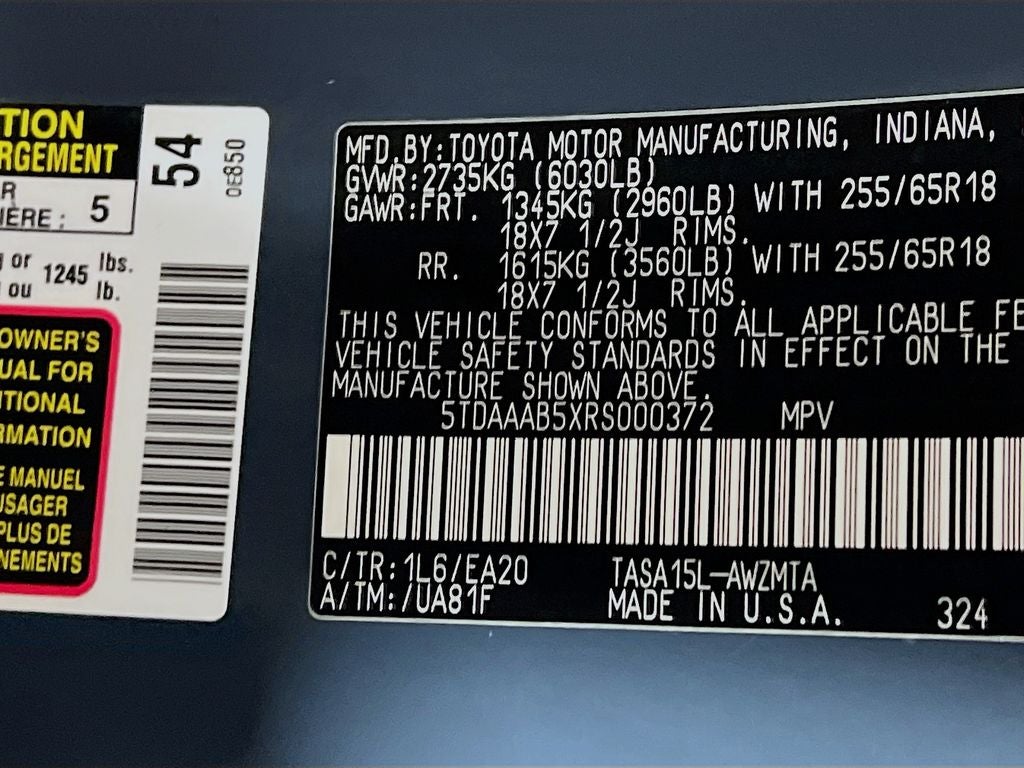 TION
RGEMENT
R
IERE : 5
or 1245 lbs.
ou lb.
OWNER'S
UAL FOR
TIONAL
RMATION
E MANUEL
USAGER
PLUS DE
NEMENTS
54
0E850
MFD.BY:TOYOTA MOTOR MANUFACTURING, INDIANA,
GVWR:2735KG (6030LB)
GAWR:FRT. 1345KG (2960LB) WITH 255/65R18
18X7 1/2J RIMS.
RR. 1615KG (3560LB) WITH 255/65R18
18X7 1/2J RIMS.
THIS VEHICLE CONFORMS TO ALL APPLICABLE FE
VEHICLE SAFETY STANDARDS IN EFFECT ON THE
MANUFACTURE SHOWN ABOVE.
5TDAAAB5XRS000372 MPV
C/TR:1L6/EA20 TASA15L-AWZMTA
A/TM:/UA81F MADE IN U.S.A. 324